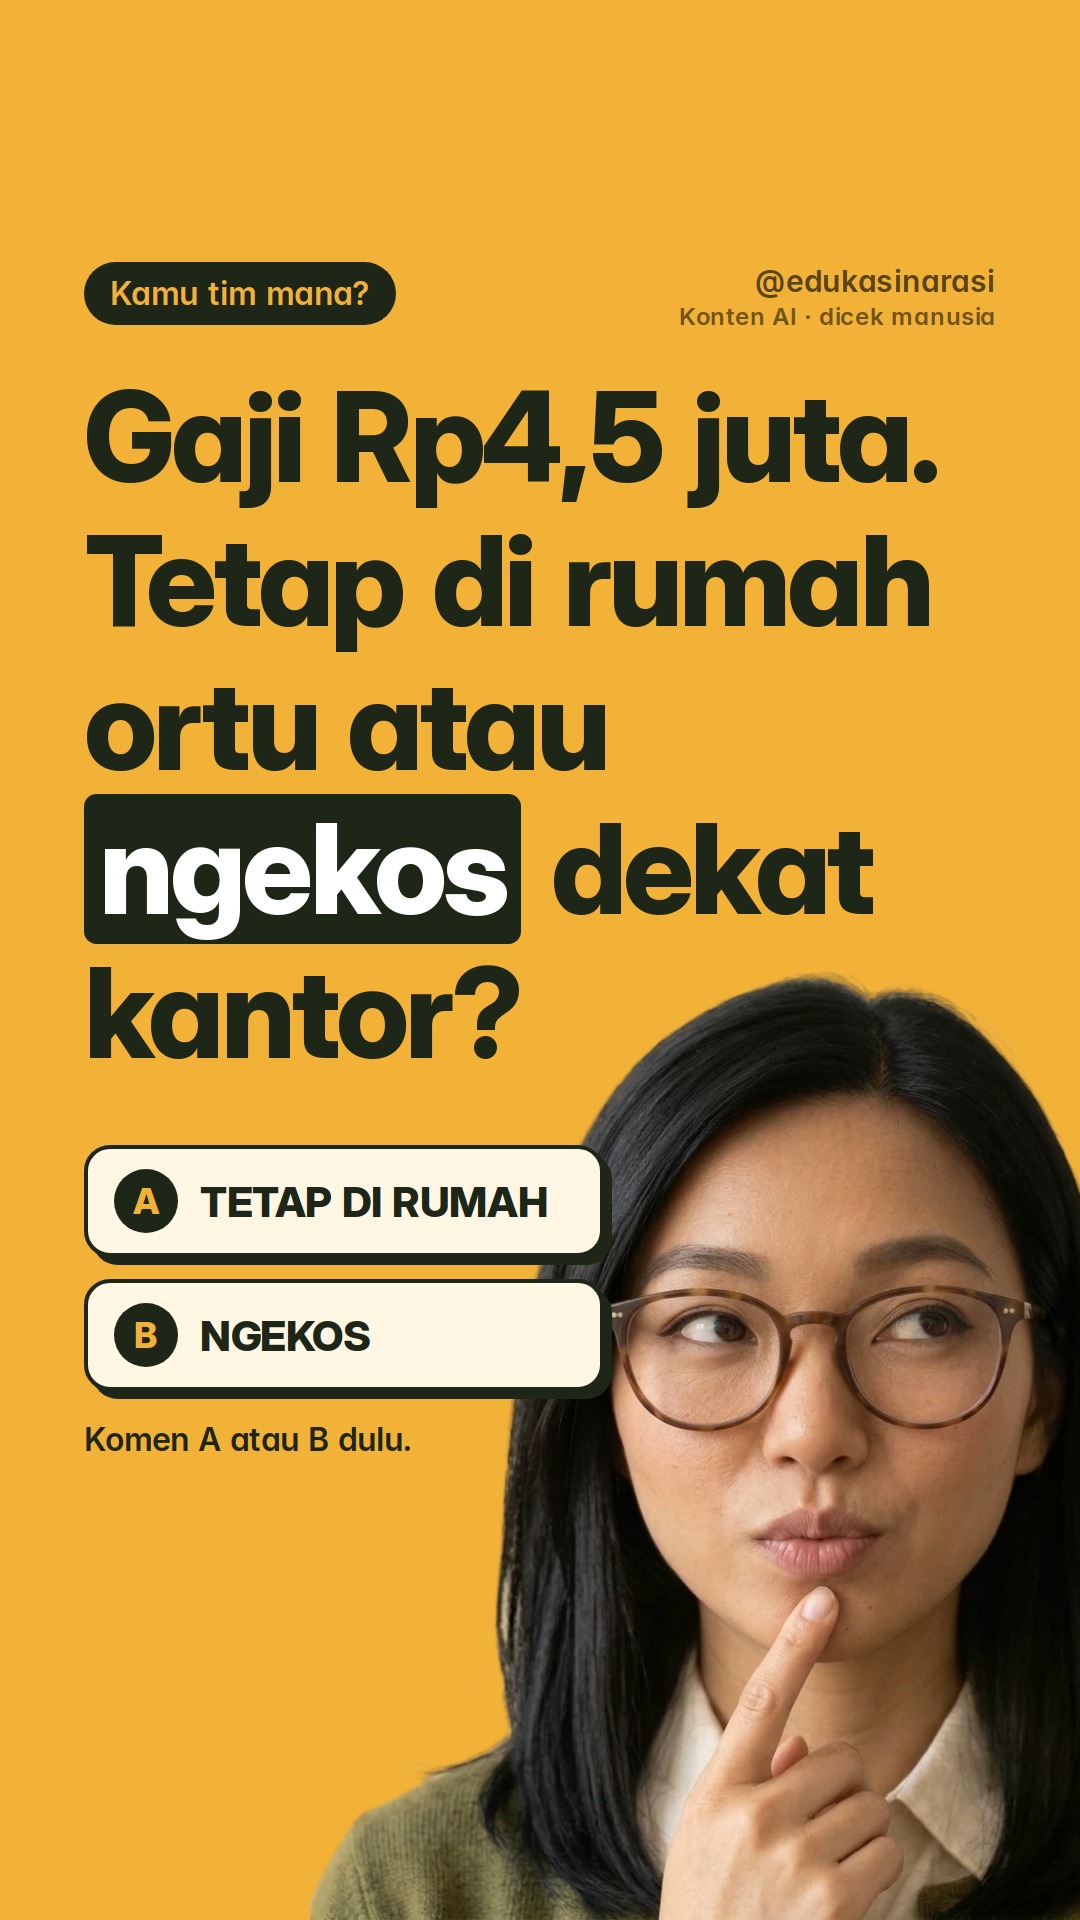 Kamu tim mana?
@edukasinarasi
Konten AI · dicek manusia
Gaji Rp4,5 juta.
Tetap di rumah
ortu atau
ngekos dekat
kantor?
A TETAP DI RUMAH
B NGEKOS
Komen A atau B dulu.